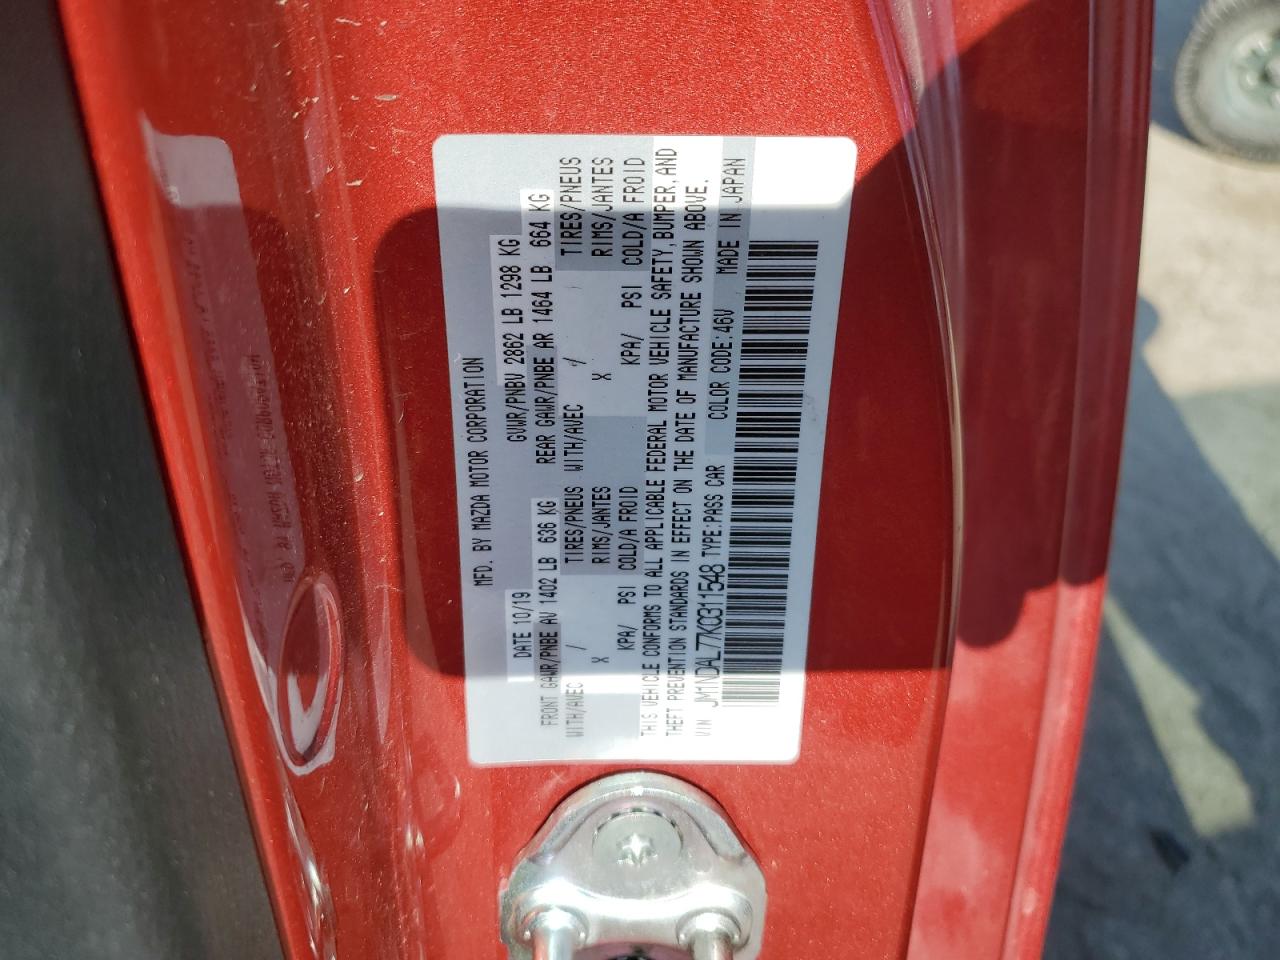 MFD. BY MAZDA MOTOR CORPORATION
DATE 10/19 GVWR/PNBV 2862 LB 1298 KG
FRONT GAWR/PNBE AV 1402 LB 636 KG REAR GAWR/PNBE AR 1464 LB 664 KG
WITH/AVEC / TIRES/PNEUS WITH/AVEC / TIRES/PNEUS
X RIMS/JANTES X RIMS/JANTES
KPA/ PSI COLD/A FROID KPA/ PSI COLD/A FROID
THIS VEHICLE CONFORMS TO ALL APPLICABLE FEDERAL MOTOR VEHICLE SAFETY, BUMPER, AND
THEFT PREVENTION STANDARDS IN EFFECT ON THE DATE OF MANUFACTURE SHOWN ABOVE.
VIN JM1NDAL77K0311548 TYPE:PASS CAR COLOR CODE:46V MADE IN JAPAN